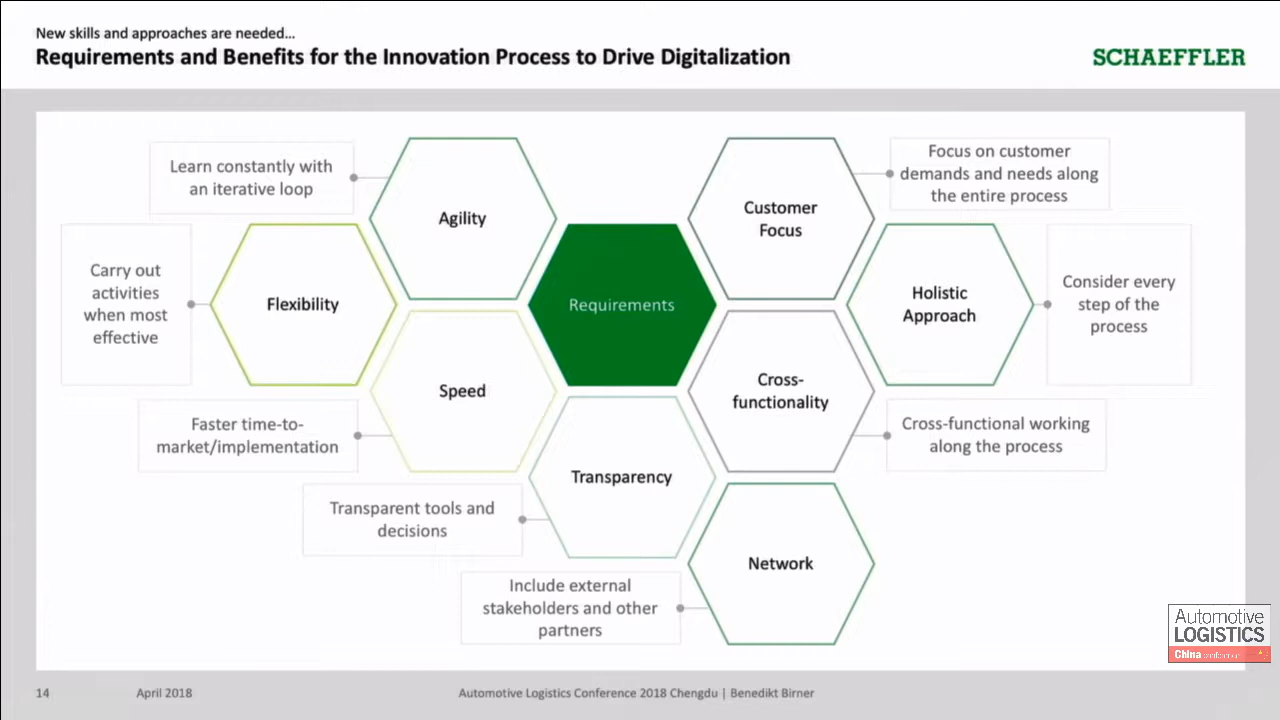 New skills and approaches are needed...
Requirements and Benefits for the Innovation Process to Drive Digitalization
SCHAEFFLER
Learn constantly with
an iterative loop
Agility
Customer
Focus
Focus on customer
demands and needs along
the entire process
Carry out
activities
when most
effective
Flexibility
Requirements
Holistic
Approach
Consider every
step of the
process
Speed
Cross-
functionality
Faster time-to-
market/implementation
Cross-functional working
along the process
Transparency
Transparent tools and
decisions
Network
Include external
stakeholders and other
partners
Automotive
LOGISTICS
China conference
14
April 2018
Automotive Logistics Conference 2018 Chengdu | Benedikt Birner